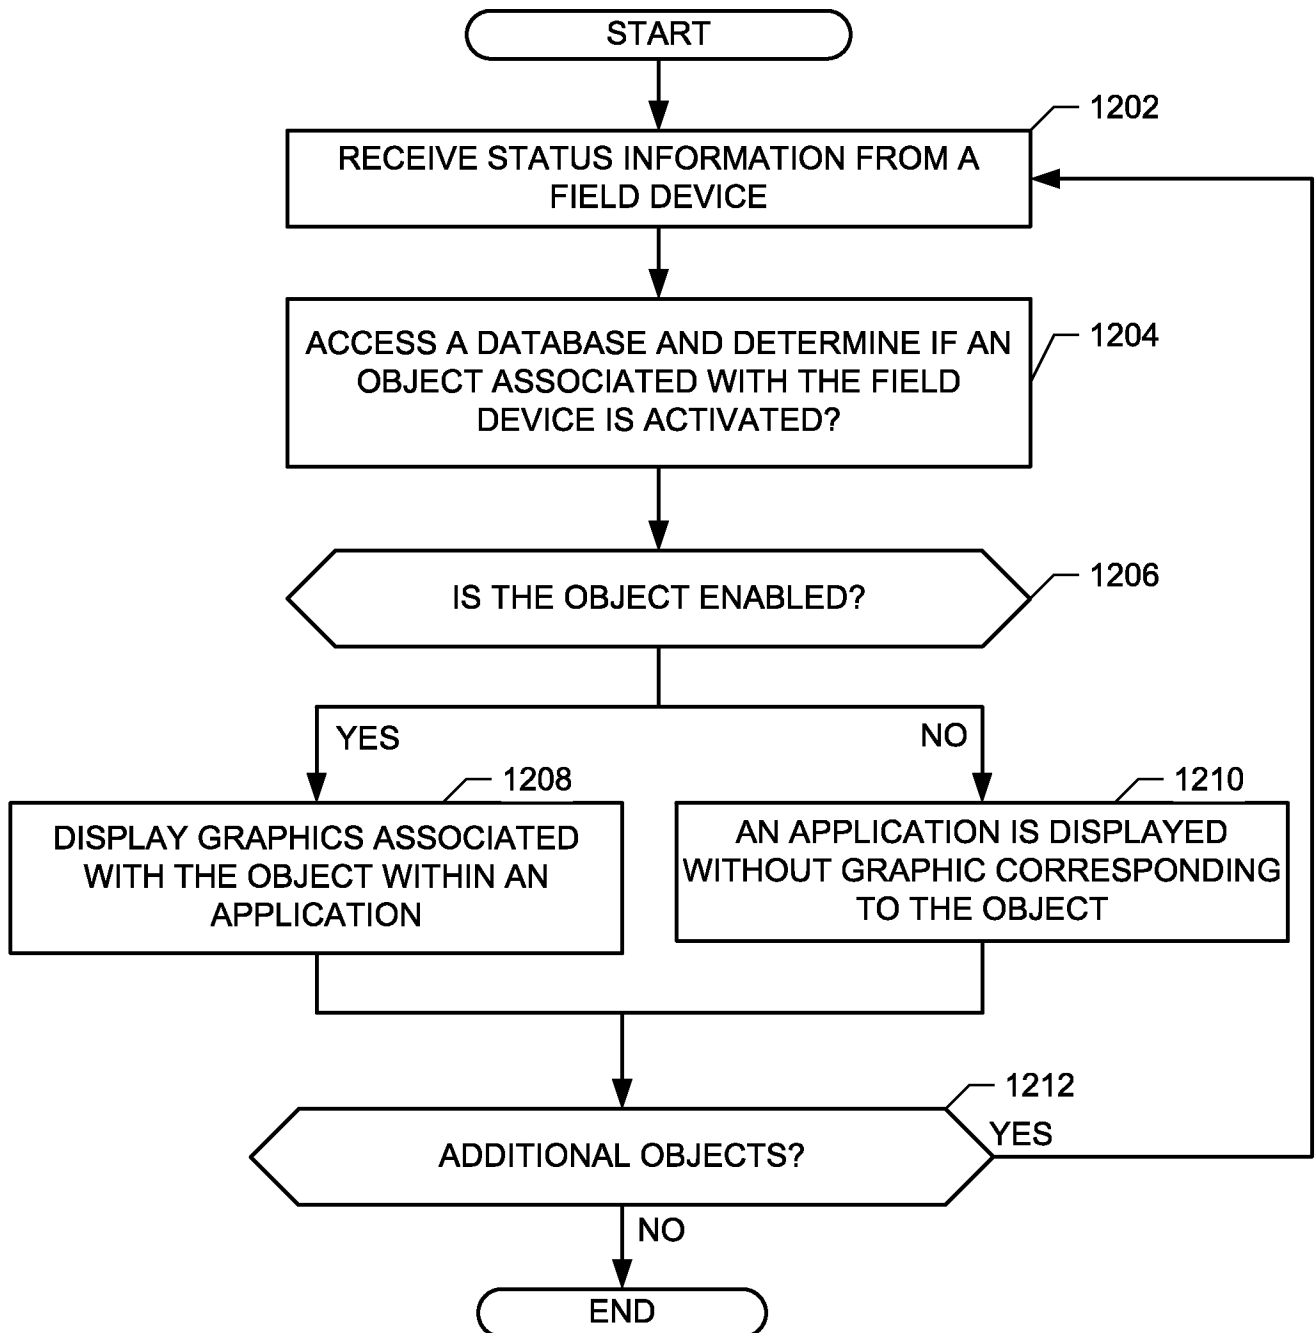 START
1202
RECEIVE STATUS INFORMATION FROM A
FIELD DEVICE
1204
ACCESS A DATABASE AND DETERMINE IF AN
OBJECT ASSOCIATED WITH THE FIELD
DEVICE IS ACTIVATED?
1206
IS THE OBJECT ENABLED?
YES
NO
1208
DISPLAY GRAPHICS ASSOCIATED
WITH THE OBJECT WITHIN AN
APPLICATION
1210
AN APPLICATION IS DISPLAYED
WITHOUT GRAPHIC CORRESPONDING
TO THE OBJECT
1212
ADDITIONAL OBJECTS?
YES
NO
END